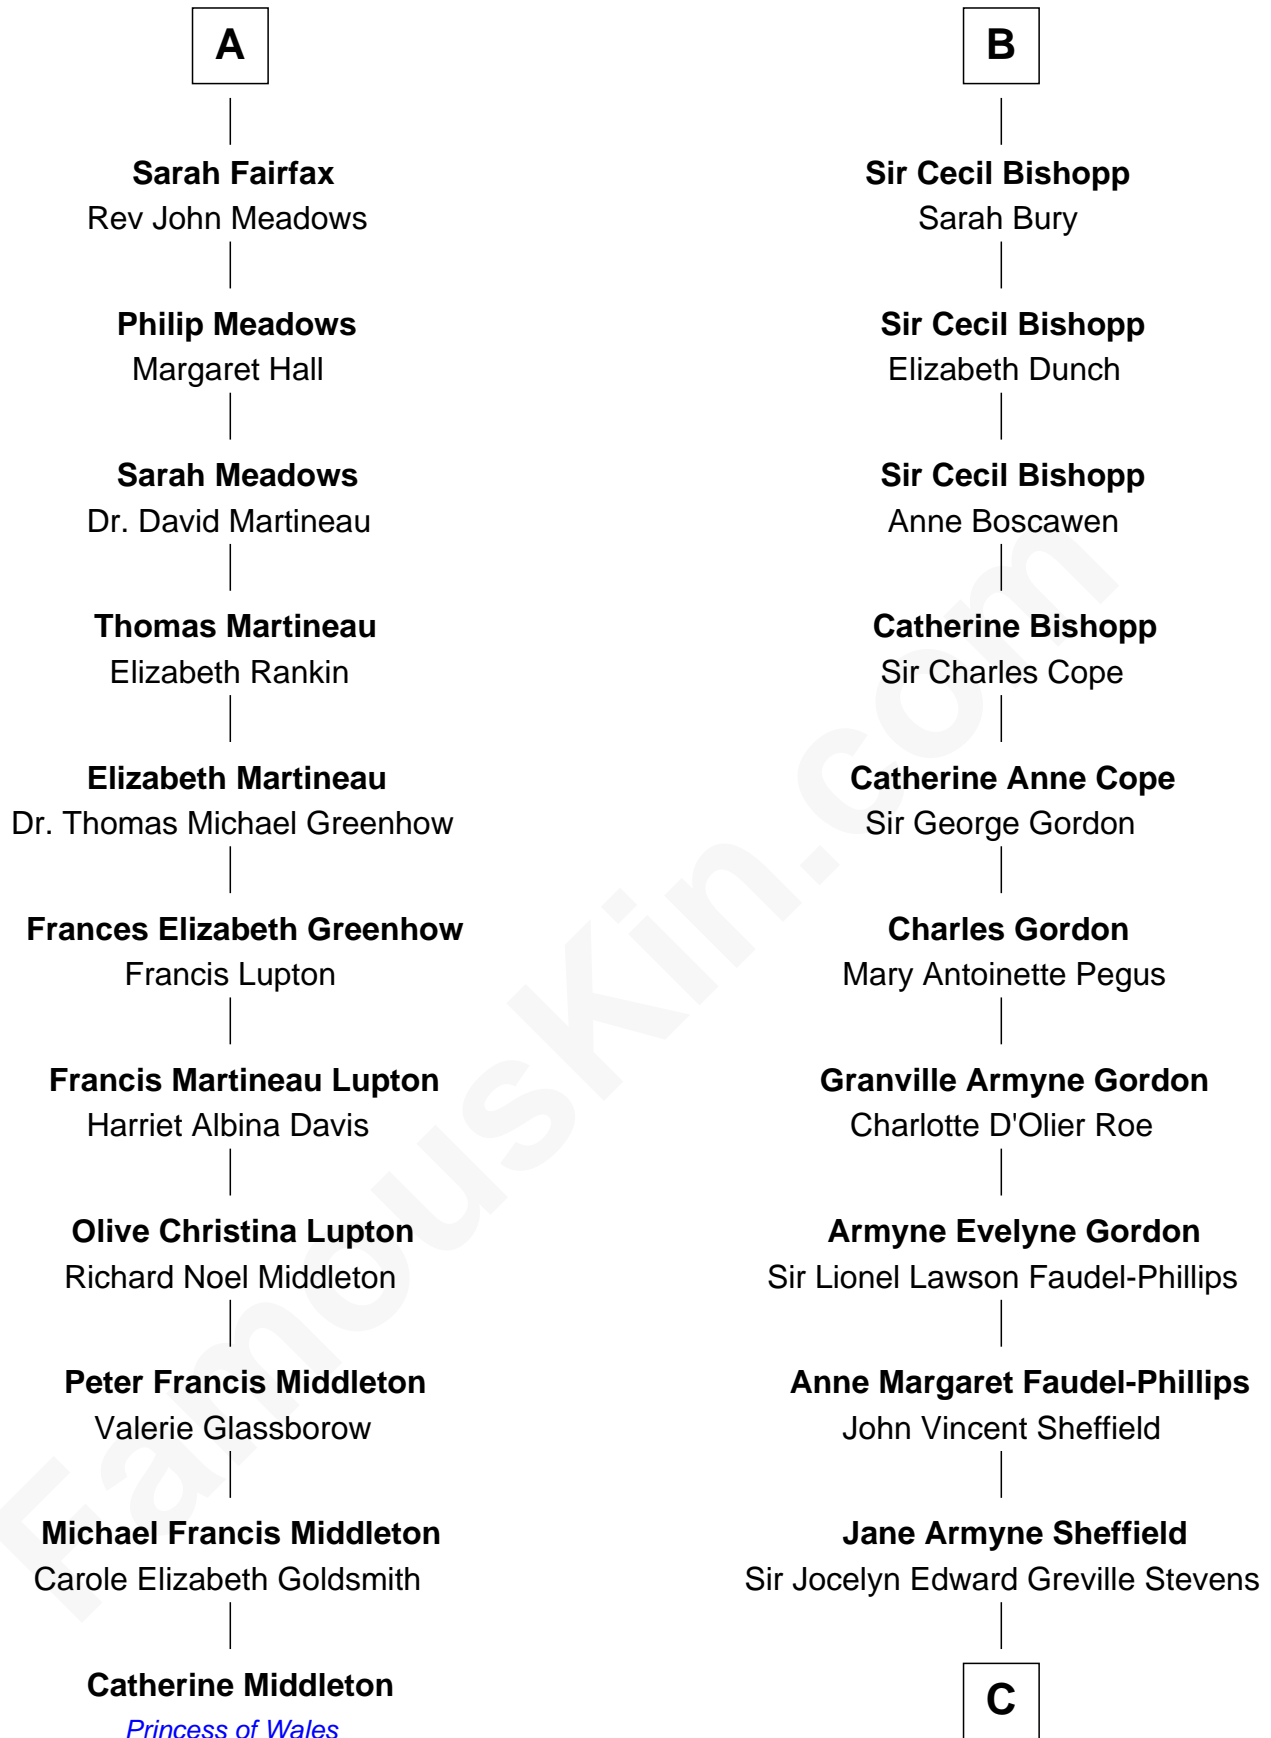 A
Sarah Fairfax
Rev John Meadows
Philip Meadows
Margaret Hall
Sarah Meadows
Dr. David Martineau
Thomas Martineau
Elizabeth Rankin
Elizabeth Martineau
Dr. Thomas Michael Greenhow
Frances Elizabeth Greenhow
Francis Lupton
Francis Martineau Lupton
Harriet Albina Davis
Olive Christina Lupton
Richard Noel Middleton
Peter Francis Middleton
Valerie Glassborow
Michael Francis Middleton
Carole Elizabeth Goldsmith
Catherine Middleton
Princess of Wales
B
Sir Cecil Bishopp
Sarah Bury
Sir Cecil Bishopp
Elizabeth Dunch
Sir Cecil Bishopp
Anne Boscawen
Catherine Bishopp
Sir Charles Cope
Catherine Anne Cope
Sir George Gordon
Charles Gordon
Mary Antoinette Pegus
Granville Armyne Gordon
Charlotte D'Olier Roe
Armyne Evelyne Gordon
Sir Lionel Lawson Faudel-Phillips
Anne Margaret Faudel-Phillips
John Vincent Sheffield
Jane Armyne Sheffield
Sir Jocelyn Edward Greville Stevens
C
FamousKin.com